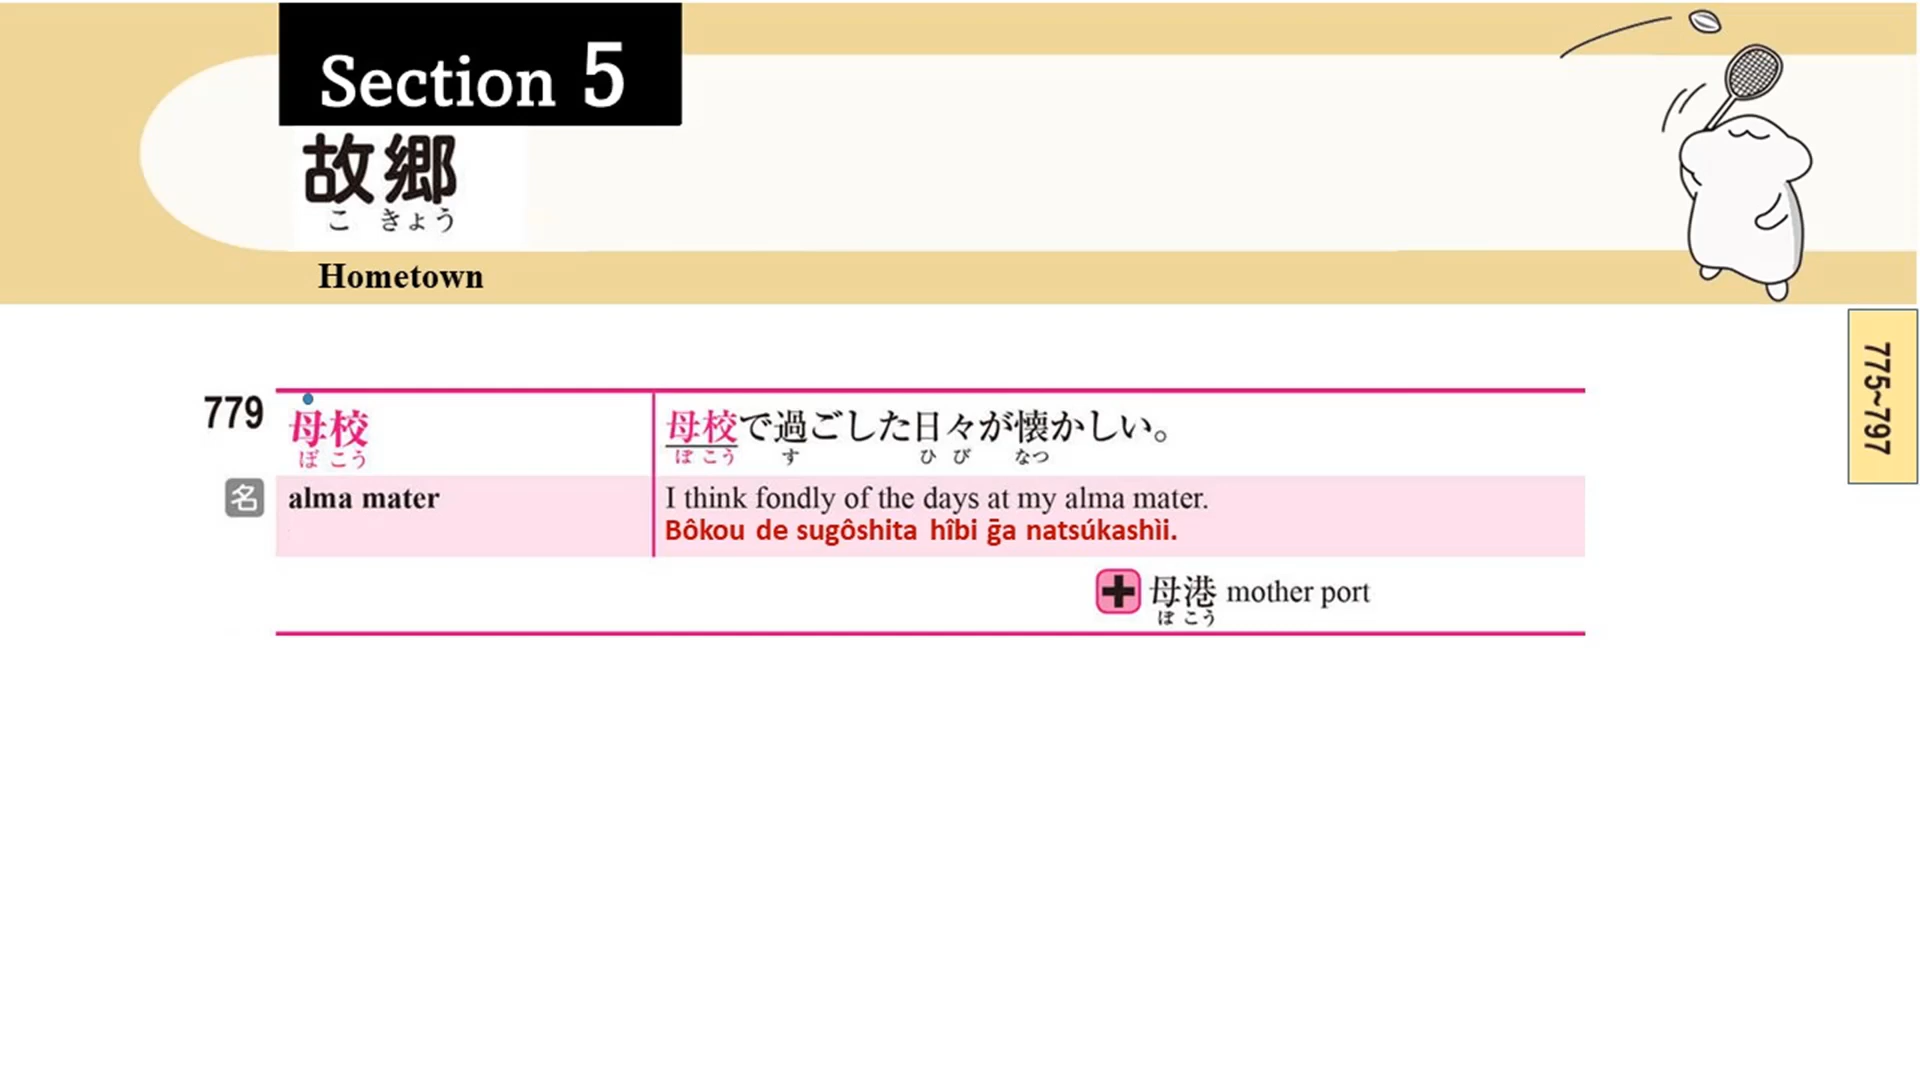 Section 5
故郷
こ きょう
Hometown
775~797
779 母校 母校で過ごした日々が懐かしい。
ぼ こう ぼ こう す ひ び なつ
名 alma mater I think fondly of the days at my alma mater.
Bôkou de sugôshita hîbi ḡa natsúkashìi.
母港 mother port
ぼ こう